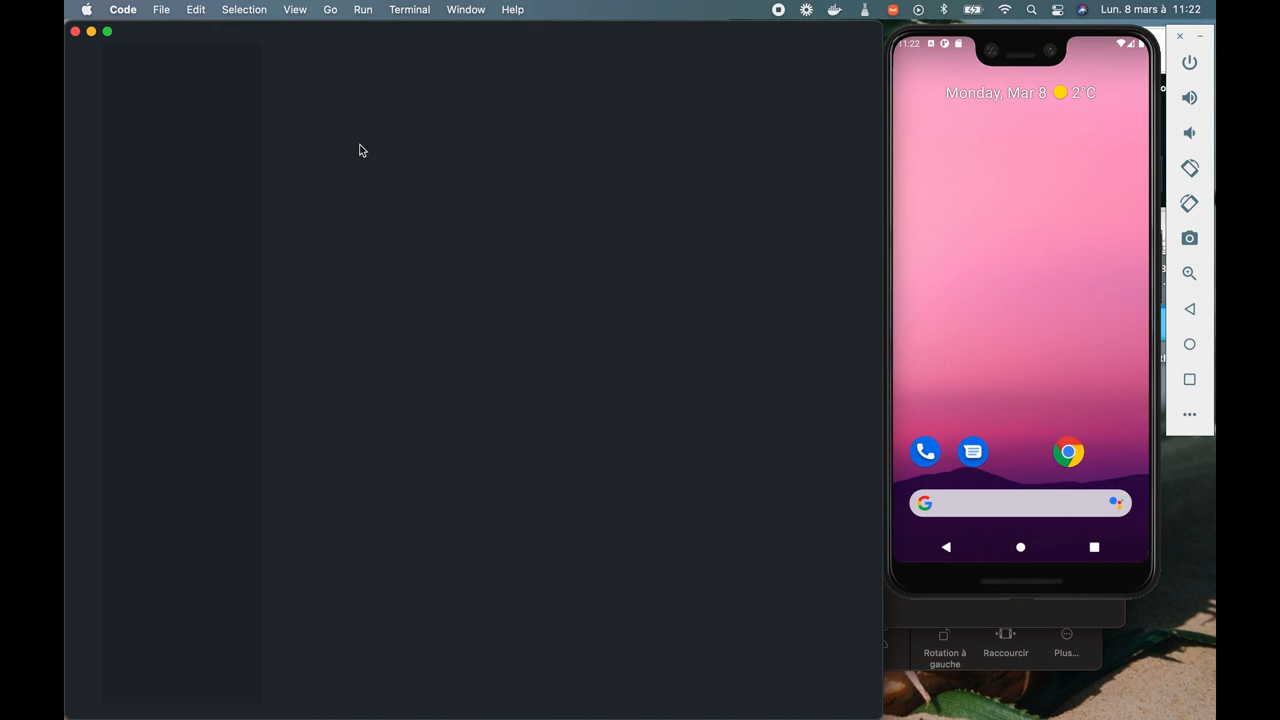 Code File Edit Selection View Go Run Terminal Window Help
Lun. 8 mars à 11:22
11:22
Monday, Mar 8 2°C
Rotation à gauche
Raccourcir
Plus...